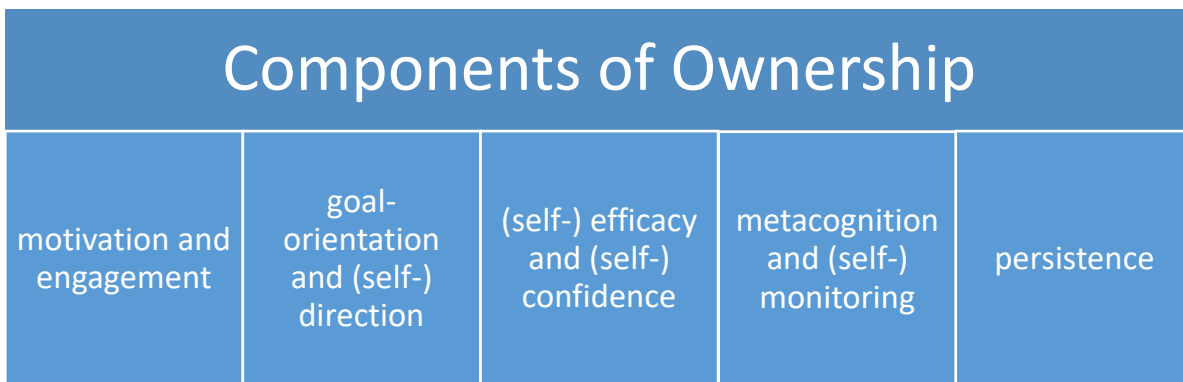 Components of Ownership
motivation and
engagement
goal-
orientation
and (self-)
direction
(self-) efficacy
and (self-)
confidence
metacognition
and (self-)
monitoring
persistence